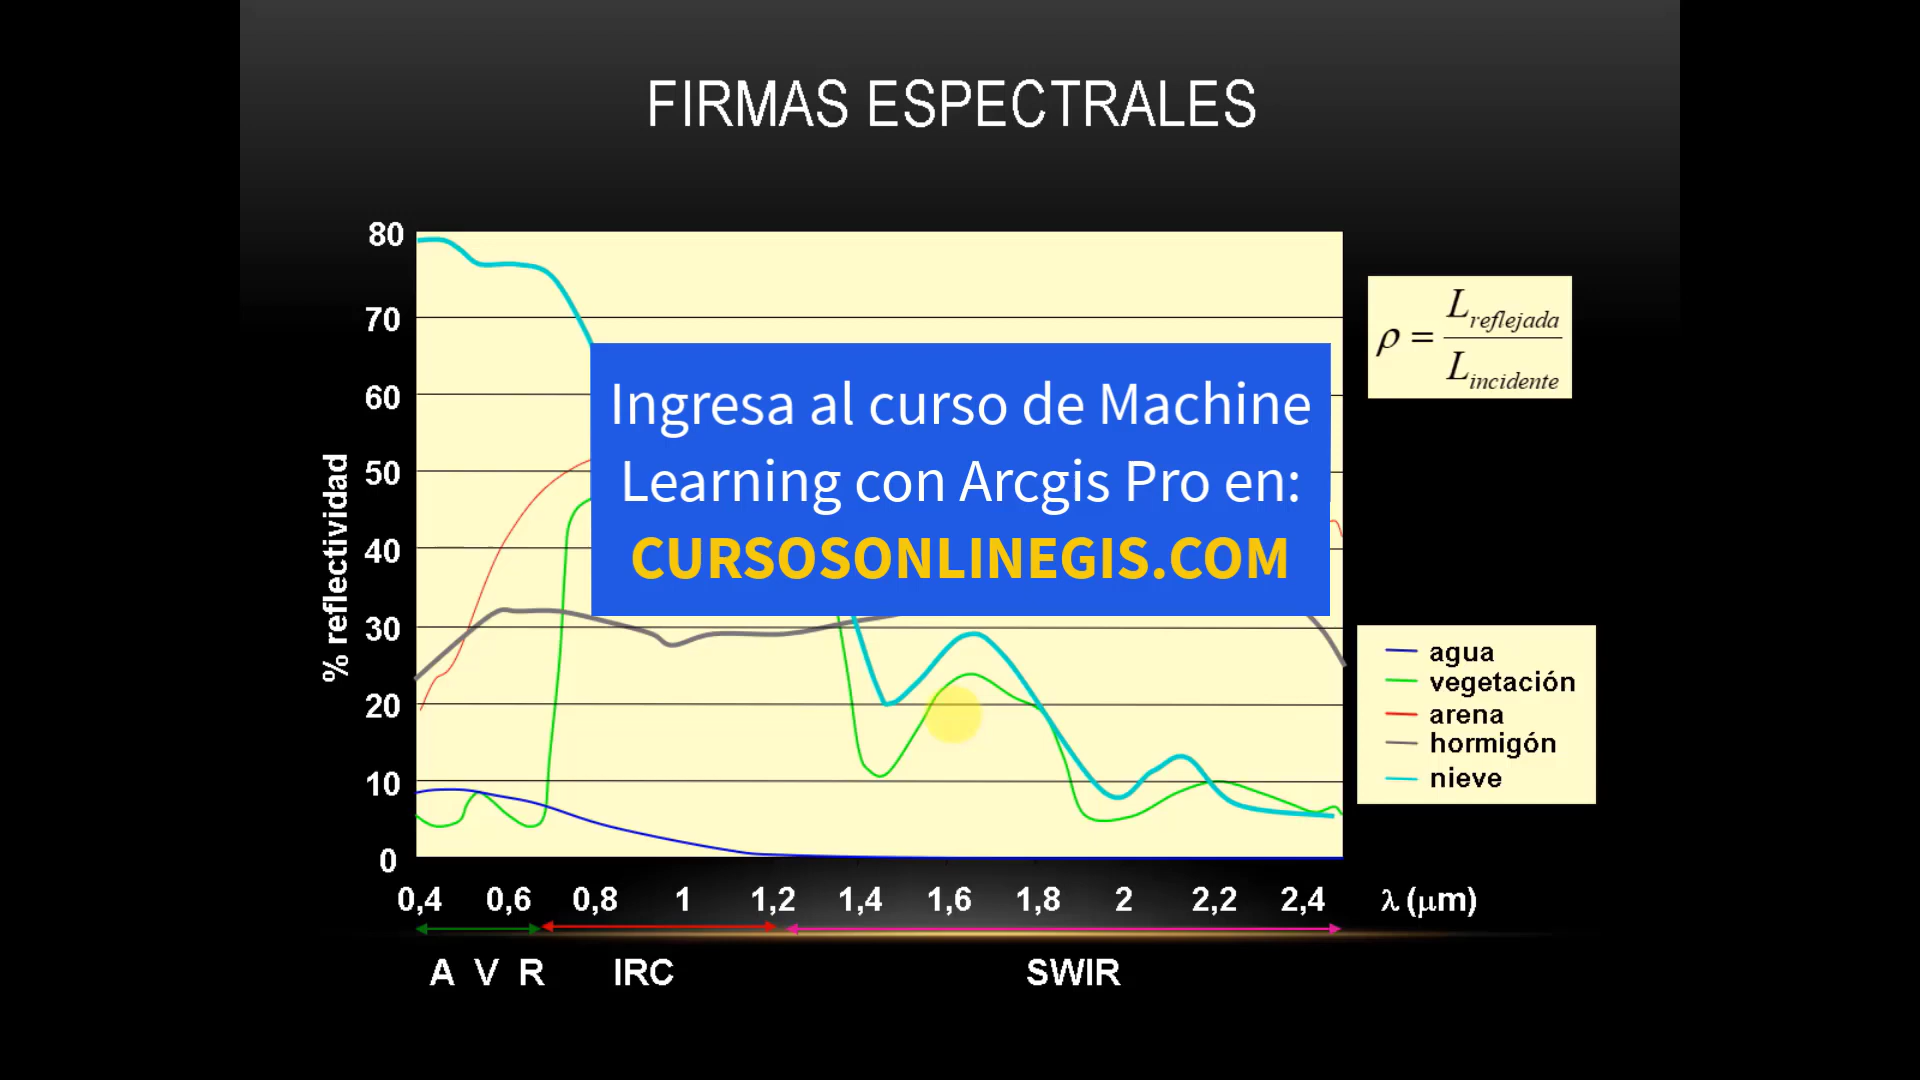 FIRMAS ESPECTRALES
80
70
60
50
40
30
20
10
0
% reflectividad
Ingresa al curso de Machine
Learning con Arcgis Pro en:
CURSOSONLINEGIS.COM
ρ = L reflejada / L incidente
agua
vegetación
arena
hormigón
nieve
0,4 0,6 0,8 1 1,2 1,4 1,6 1,8 2 2,2 2,4 λ (μm)
A V R IRC SWIR